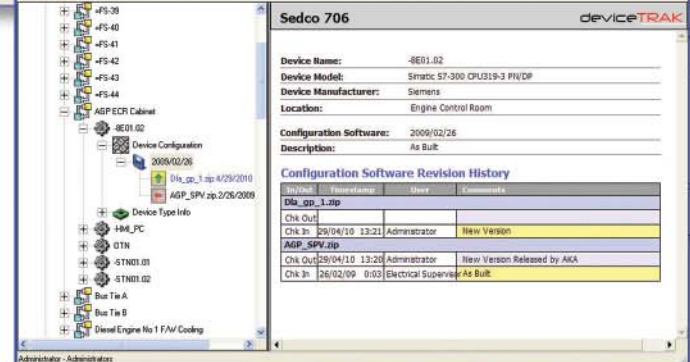 =FS-39
=FS-40
=FS-41
=FS-42
=FS-43
=FS-44
AGP ECR Cabinet
-8E01.02
Device Configuration
2009/02/26
Dla_gp_1.zip 4/29/2010
AGP_SPV.zip 2/26/2009
Device Type Info
-HMI_PC
OTN
-STN01.01
-STN01.02
Bus Tie A
Bus Tie B
Diesel Engine No 1 F/W Cooling
Administrator - Administrators
Sedco 706 deviceTRAK
Device Name: -8E01.02
Device Model: Simatic S7-300 CPU319-3 PN/DP
Device Manufacturer: Siemens
Location: Engine Control Room
Configuration Software: 2009/02/26
Description: As Built
Configuration Software Revision History
In/Out Timestamp User Comments
Dla_gp_1.zip
Chk Out
Chk In 29/04/10 13:21 Administrator New Version
AGP_SPV.zip
Chk Out 29/04/10 13:20 Administrator New Version Released by AKA
Chk In 26/02/09 0:03 Electrical Supervisor As Built